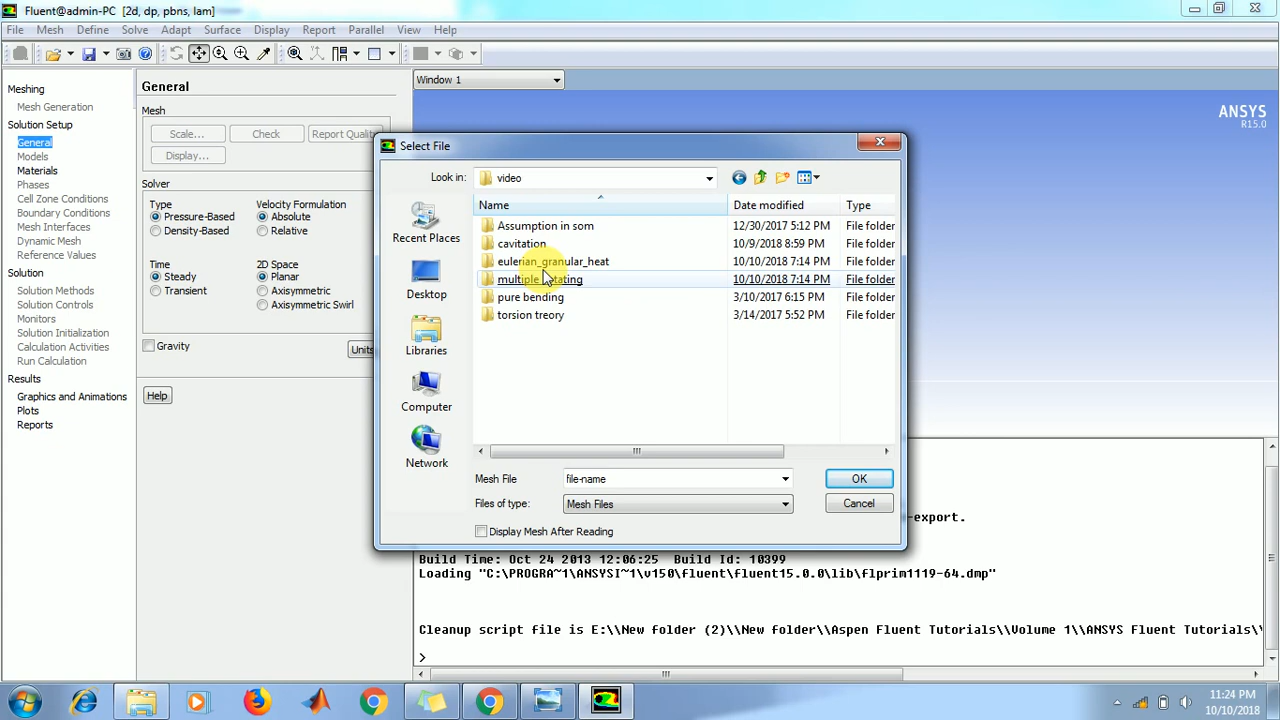 Fluent@admin-PC [2d, dp, pbns, lam]
File Mesh Define Solve Adapt Surface Display Report Parallel View Help
Meshing
Mesh Generation
Solution Setup
General
Models
Materials
Phases
Cell Zone Conditions
Boundary Conditions
Mesh Interfaces
Dynamic Mesh
Reference Values
Solution
Solution Methods
Solution Controls
Monitors
Solution Initialization
Calculation Activities
Run Calculation
Results
Graphics and Animations
Plots
Reports
General
Mesh
Scale... Check Report Quality
Display...
Solver
Type Velocity Formulation
Pressure-Based Absolute
Density-Based Relative
Time 2D Space
Steady Planar
Transient Axisymmetric
Axisymmetric Swirl
Gravity Units
Help
Window 1
ANSYS
R15.0
Select File
Look in: video
Recent Places
Desktop
Libraries
Computer
Network
Name Date modified Type
Assumption in som 12/30/2017 5:12 PM File folder
cavitation 10/9/2018 8:59 PM File folder
eulerian_granular_heat 10/10/2018 7:14 PM File folder
multiple rotating 10/10/2018 7:14 PM File folder
pure bending 3/10/2017 6:15 PM File folder
torsion treory 3/14/2017 5:52 PM File folder
Mesh File file-name OK
Files of type: Mesh Files Cancel
Display Mesh After Reading
-export.
Build Time: Oct 24 2013 12:06:25 Build Id: 10399
Loading "C:\PROGRA~1\ANSYSI~1\v150\fluent\fluent15.0.0\lib\flprim1119-64.dmp"
Cleanup script file is E:\\New folder (2)\\New folder\\Aspen Fluent Tutorials\\Volume 1\\ANSYS Fluent Tutorials\
>
11:24 PM
10/10/2018